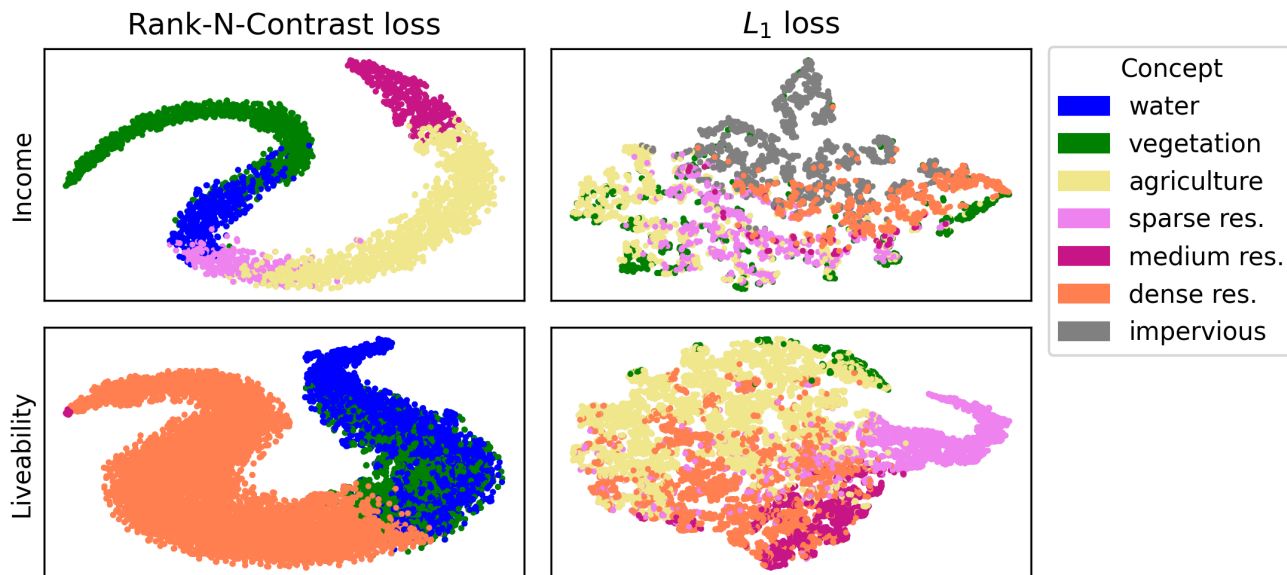 Rank-N-Contrast loss
L₁ loss
Income
Liveability
Concept
water
vegetation
agriculture
sparse res.
medium res.
dense res.
impervious